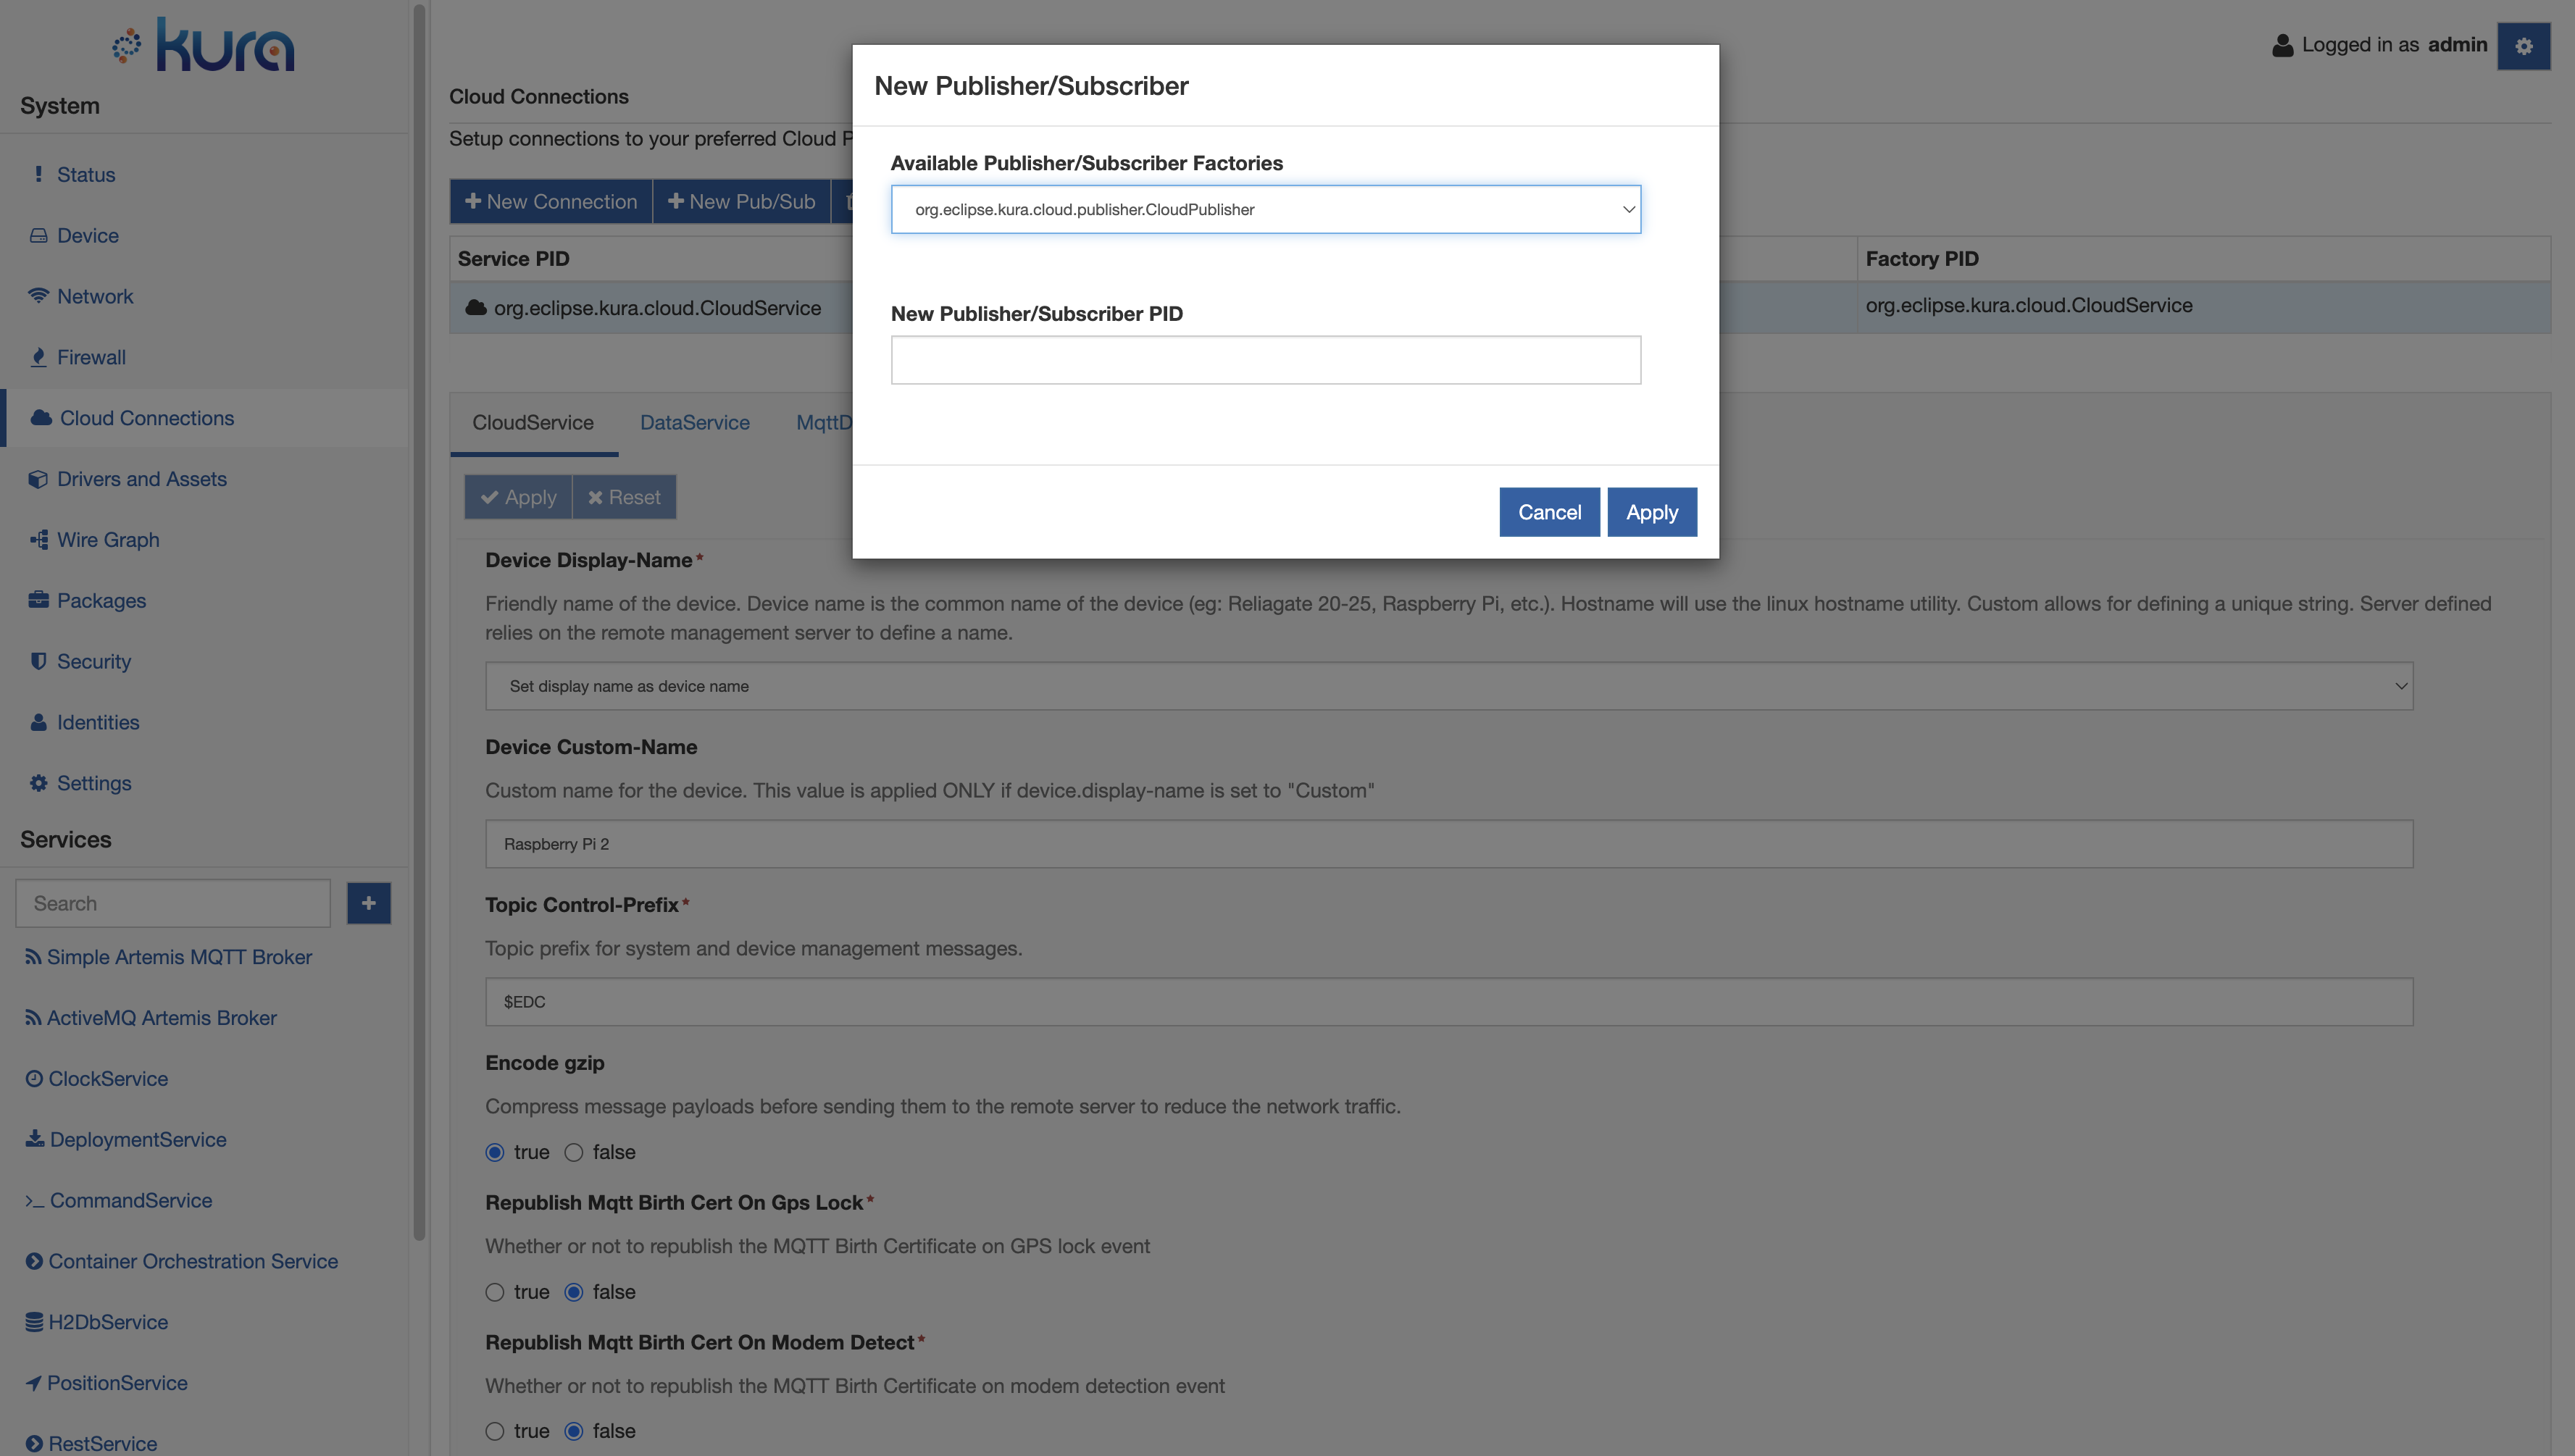 kura
System
Status
Device
Network
Firewall
Cloud Connections
Drivers and Assets
Wire Graph
Packages
Security
Identities
Settings
Services
Search
Simple Artemis MQTT Broker
ActiveMQ Artemis Broker
ClockService
DeploymentService
CommandService
Container Orchestration Service
H2DbService
PositionService
RestService
Logged in as admin
Cloud Connections
Setup connections to your preferred Cloud P
New Connection
New Pub/Sub
Service PID
Factory PID
org.eclipse.kura.cloud.CloudService
org.eclipse.kura.cloud.CloudService
New Publisher/Subscriber
Available Publisher/Subscriber Factories
org.eclipse.kura.cloud.publisher.CloudPublisher
New Publisher/Subscriber PID
Cancel
Apply
CloudService
DataService
MqttD
Apply
Reset
Device Display-Name*
Friendly name of the device. Device name is the common name of the device (eg: Reliagate 20-25, Raspberry Pi, etc.). Hostname will use the linux hostname utility. Custom allows for defining a unique string. Server defined
relies on the remote management server to define a name.
Set display name as device name
Device Custom-Name
Custom name for the device. This value is applied ONLY if device.display-name is set to "Custom"
Raspberry Pi 2
Topic Control-Prefix*
Topic prefix for system and device management messages.
$EDC
Encode gzip
Compress message payloads before sending them to the remote server to reduce the network traffic.
true false
Republish Mqtt Birth Cert On Gps Lock*
Whether or not to republish the MQTT Birth Certificate on GPS lock event
true false
Republish Mqtt Birth Cert On Modem Detect*
Whether or not to republish the MQTT Birth Certificate on modem detection event
true false